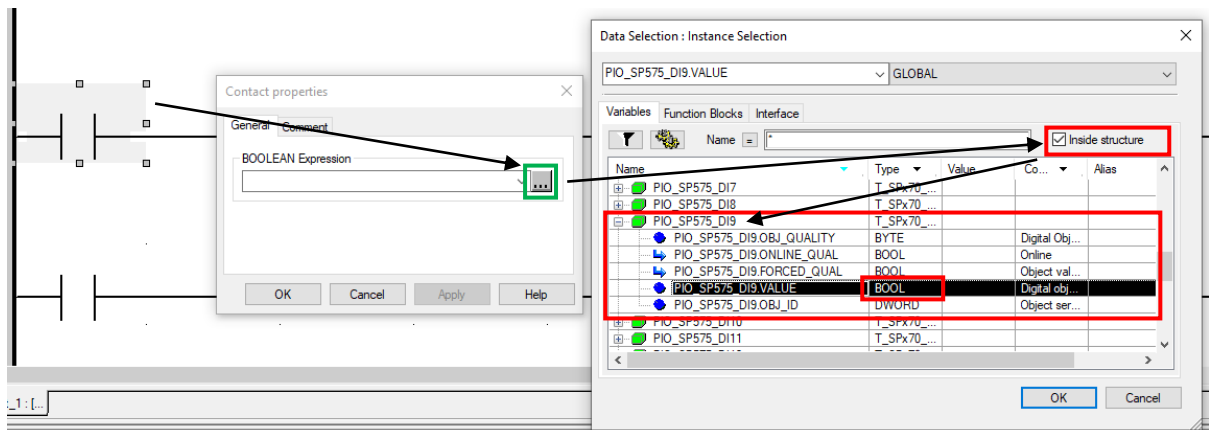 Contact properties
General Comment
BOOLEAN Expression
...
OK Cancel Apply Help
_1 : [...
Data Selection : Instance Selection
PIO_SP575_DI9.VALUE GLOBAL
Variables Function Blocks Interface
Name = * Inside structure
Name Type Value Co... Alias
PIO_SP575_DI7 T_SPx70_...
PIO_SP575_DI8 T_SPx70_...
PIO_SP575_DI9 T_SPx70_...
PIO_SP575_DI9.OBJ_QUALITY BYTE Digital Obj...
PIO_SP575_DI9.ONLINE_QUAL BOOL Online
PIO_SP575_DI9.FORCED_QUAL BOOL Object val...
PIO_SP575_DI9.VALUE BOOL Digital obj...
PIO_SP575_DI9.OBJ_ID DWORD Object ser...
PIO_SP575_DI10 T_SPx70_...
PIO_SP575_DI11 T_SPx70_...
OK Cancel